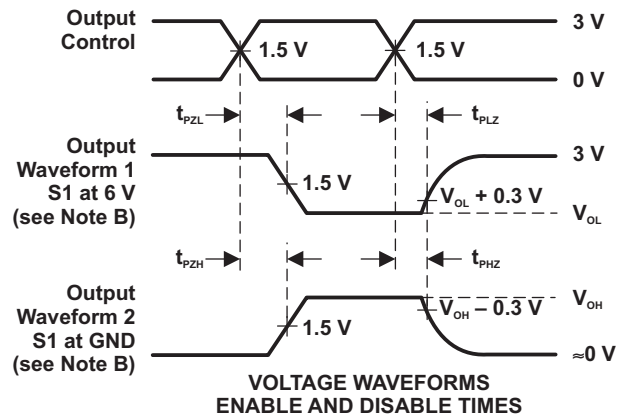 Output
Control
1.5 V
1.5 V
3 V
0 V
tPZL
tPLZ
Output
Waveform 1
S1 at 6 V
(see Note B)
1.5 V
VOL + 0.3 V
3 V
VOL
tPZH
tPHZ
Output
Waveform 2
S1 at GND
(see Note B)
1.5 V
VOH – 0.3 V
VOH
≈0 V
VOLTAGE WAVEFORMS
ENABLE AND DISABLE TIMES